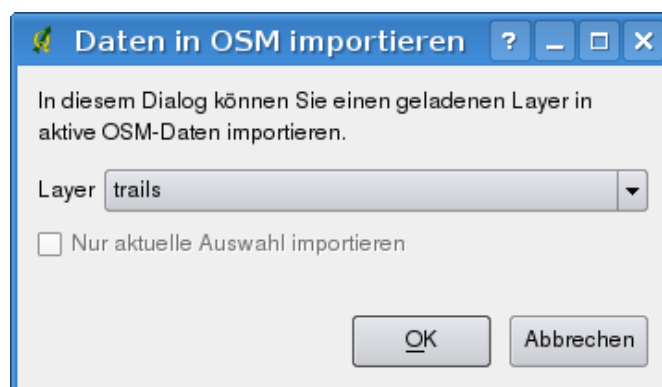 Daten in OSM importieren
In diesem Dialog können Sie einen geladenen Layer in
aktive OSM-Daten importieren.
Layer trails
Nur aktuelle Auswahl importieren
OK Abbrechen